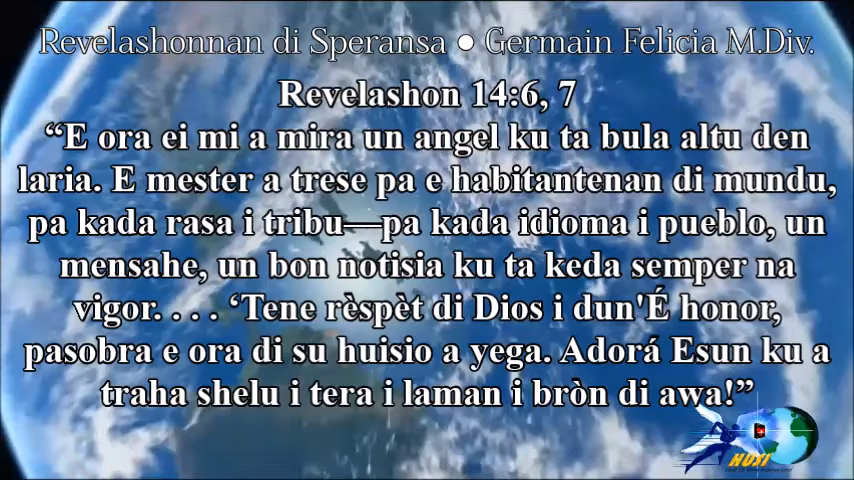 Revelashonnan di Speransa ● Germain Felicia M.Div.
Revelashon 14:6, 7
“E ora ei mi a mira un angel ku ta bula altu den
laria. E mester a trese pa e habitantenan di mundu,
pa kada rasa i tribu—pa kada idioma i pueblo, un
mensahe, un bon notisia ku ta keda semper na
vigor. . . . ‘Tene rèspèt di Dios i dun'É honor,
pasobra e ora di su huisio a yega. Adorá Esun ku a
traha shelu i tera i laman i bròn di awa!”
HOSI